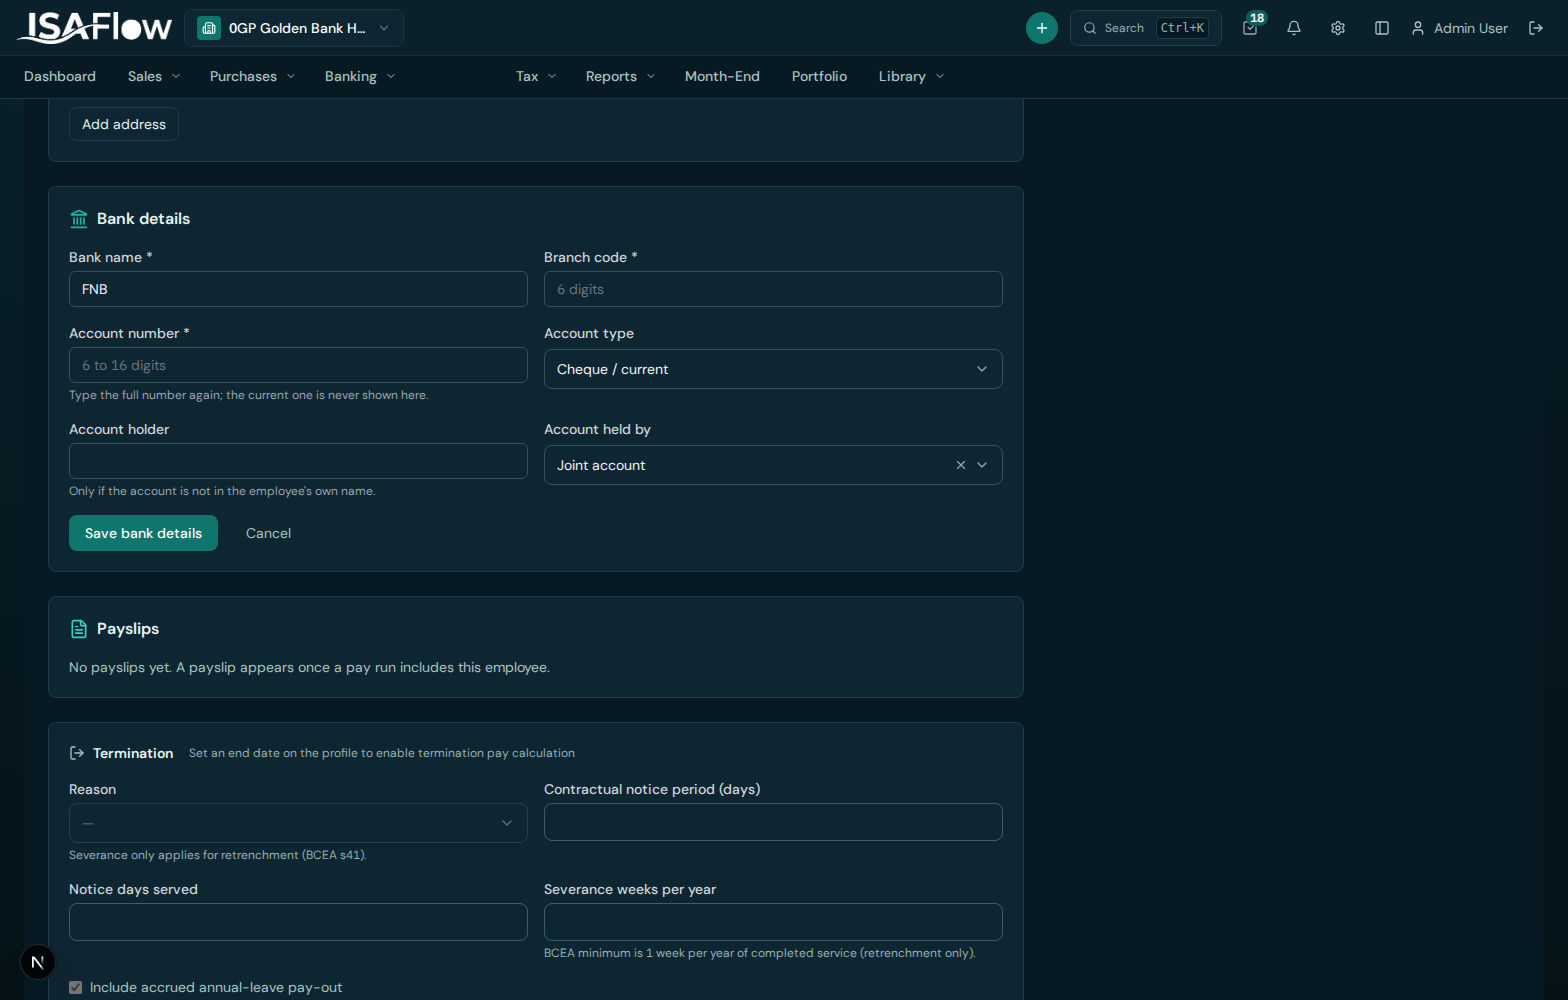 ISAFlow
0GP Golden Bank H...
Search Ctrl+K
18
Admin User
Dashboard Sales Purchases Banking Tax Reports Month-End Portfolio Library
Add address
Bank details
Bank name * Branch code *
FNB 6 digits
Account number * Account type
6 to 16 digits Cheque / current
Type the full number again; the current one is never shown here.
Account holder Account held by
Joint account
Only if the account is not in the employee's own name.
Save bank details Cancel
Payslips
No payslips yet. A payslip appears once a pay run includes this employee.
Termination Set an end date on the profile to enable termination pay calculation
Reason Contractual notice period (days)
—
Severance only applies for retrenchment (BCEA s41).
Notice days served Severance weeks per year
BCEA minimum is 1 week per year of completed service (retrenchment only).
N
Include accrued annual-leave pay-out